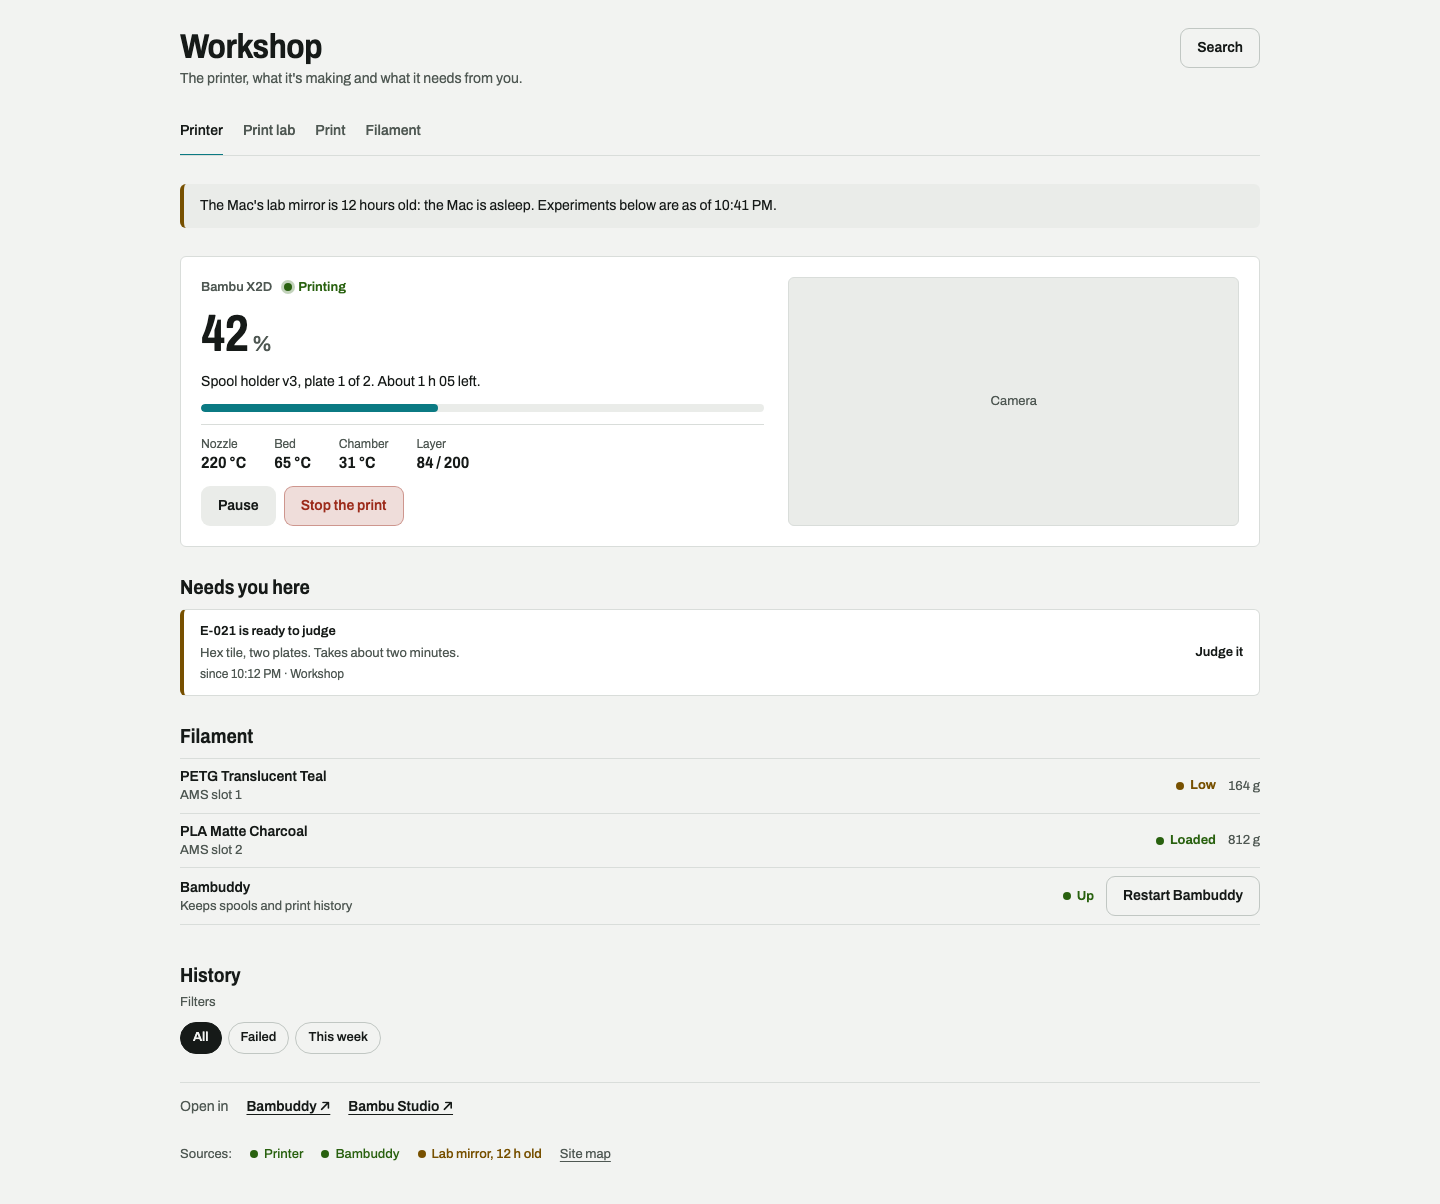 Workshop
Search
The printer, what it's making and what it needs from you.
Printer
Print lab
Print
Filament
The Mac's lab mirror is 12 hours old: the Mac is asleep. Experiments below are as of 10:41 PM.
Bambu X2D
Printing
42 %
Spool holder v3, plate 1 of 2. About 1 h 05 left.
Nozzle
220 °C
Bed
65 °C
Chamber
31 °C
Layer
84 / 200
Pause
Stop the print
Camera
Needs you here
E-021 is ready to judge
Hex tile, two plates. Takes about two minutes.
since 10:12 PM · Workshop
Judge it
Filament
PETG Translucent Teal
AMS slot 1
Low
164 g
PLA Matte Charcoal
AMS slot 2
Loaded
812 g
Bambuddy
Keeps spools and print history
Up
Restart Bambuddy
History
Filters
All
Failed
This week
Open in
Bambuddy ↗
Bambu Studio ↗
Sources:
Printer
Bambuddy
Lab mirror, 12 h old
Site map